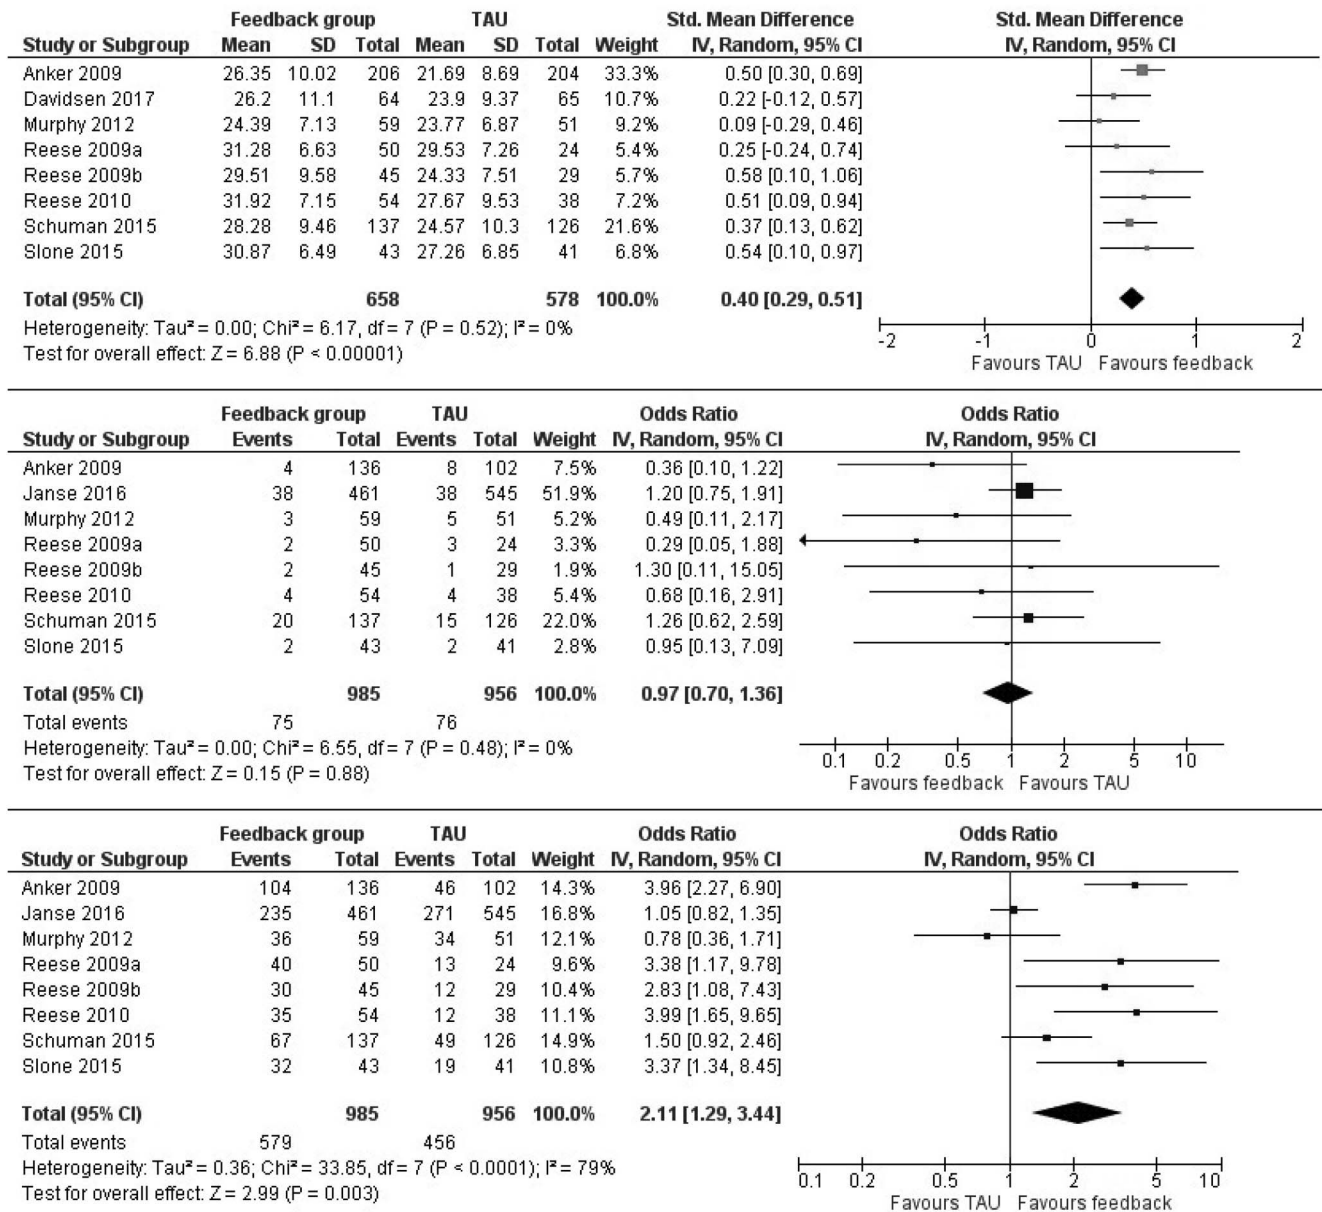 Feedback group TAU Std. Mean Difference Std. Mean Difference
Study or Subgroup Mean SD Total Mean SD Total Weight IV, Random, 95% CI IV, Random, 95% CI
Anker 2009 26.35 10.02 206 21.69 8.69 204 33.3% 0.50 [0.30, 0.69]
Davidsen 2017 26.2 11.1 64 23.9 9.37 65 10.7% 0.22 [-0.12, 0.57]
Murphy 2012 24.39 7.13 59 23.77 6.87 51 9.2% 0.09 [-0.29, 0.46]
Reese 2009a 31.28 6.63 50 29.53 7.26 24 5.4% 0.25 [-0.24, 0.74]
Reese 2009b 29.51 9.58 45 24.33 7.51 29 5.7% 0.58 [0.10, 1.06]
Reese 2010 31.92 7.15 54 27.67 9.53 38 7.2% 0.51 [0.09, 0.94]
Schuman 2015 28.28 9.46 137 24.57 10.3 126 21.6% 0.37 [0.13, 0.62]
Slone 2015 30.87 6.49 43 27.26 6.85 41 6.8% 0.54 [0.10, 0.97]
Total (95% CI) 658 578 100.0% 0.40 [0.29, 0.51]
Heterogeneity: Tau² = 0.00; Chi² = 6.17, df = 7 (P = 0.52); I² = 0%
Test for overall effect: Z = 6.88 (P < 0.00001)
-2 -1 0 1 2
Favours TAU Favours feedback
Feedback group TAU Odds Ratio Odds Ratio
Study or Subgroup Events Total Events Total Weight IV, Random, 95% CI IV, Random, 95% CI
Anker 2009 4 136 8 102 7.5% 0.36 [0.10, 1.22]
Janse 2016 38 461 38 545 51.9% 1.20 [0.75, 1.91]
Murphy 2012 3 59 5 51 5.2% 0.49 [0.11, 2.17]
Reese 2009a 2 50 3 24 3.3% 0.29 [0.05, 1.88]
Reese 2009b 2 45 1 29 1.9% 1.30 [0.11, 15.05]
Reese 2010 4 54 4 38 5.4% 0.68 [0.16, 2.91]
Schuman 2015 20 137 15 126 22.0% 1.26 [0.62, 2.59]
Slone 2015 2 43 2 41 2.8% 0.95 [0.13, 7.09]
Total (95% CI) 985 956 100.0% 0.97 [0.70, 1.36]
Total events 75 76
Heterogeneity: Tau² = 0.00; Chi² = 6.55, df = 7 (P = 0.48); I² = 0%
Test for overall effect: Z = 0.15 (P = 0.88)
0.1 0.2 0.5 1 2 5 10
Favours feedback Favours TAU
Feedback group TAU Odds Ratio Odds Ratio
Study or Subgroup Events Total Events Total Weight IV, Random, 95% CI IV, Random, 95% CI
Anker 2009 104 136 46 102 14.3% 3.96 [2.27, 6.90]
Janse 2016 235 461 271 545 16.8% 1.05 [0.82, 1.35]
Murphy 2012 36 59 34 51 12.1% 0.78 [0.36, 1.71]
Reese 2009a 40 50 13 24 9.6% 3.38 [1.17, 9.78]
Reese 2009b 30 45 12 29 10.4% 2.83 [1.08, 7.43]
Reese 2010 35 54 12 38 11.1% 3.99 [1.65, 9.65]
Schuman 2015 67 137 49 126 14.9% 1.50 [0.92, 2.46]
Slone 2015 32 43 19 41 10.8% 3.37 [1.34, 8.45]
Total (95% CI) 985 956 100.0% 2.11 [1.29, 3.44]
Total events 579 456
Heterogeneity: Tau² = 0.36; Chi² = 33.85, df = 7 (P < 0.0001); I² = 79%
Test for overall effect: Z = 2.99 (P = 0.003)
0.1 0.2 0.5 1 2 5 10
Favours TAU Favours feedback